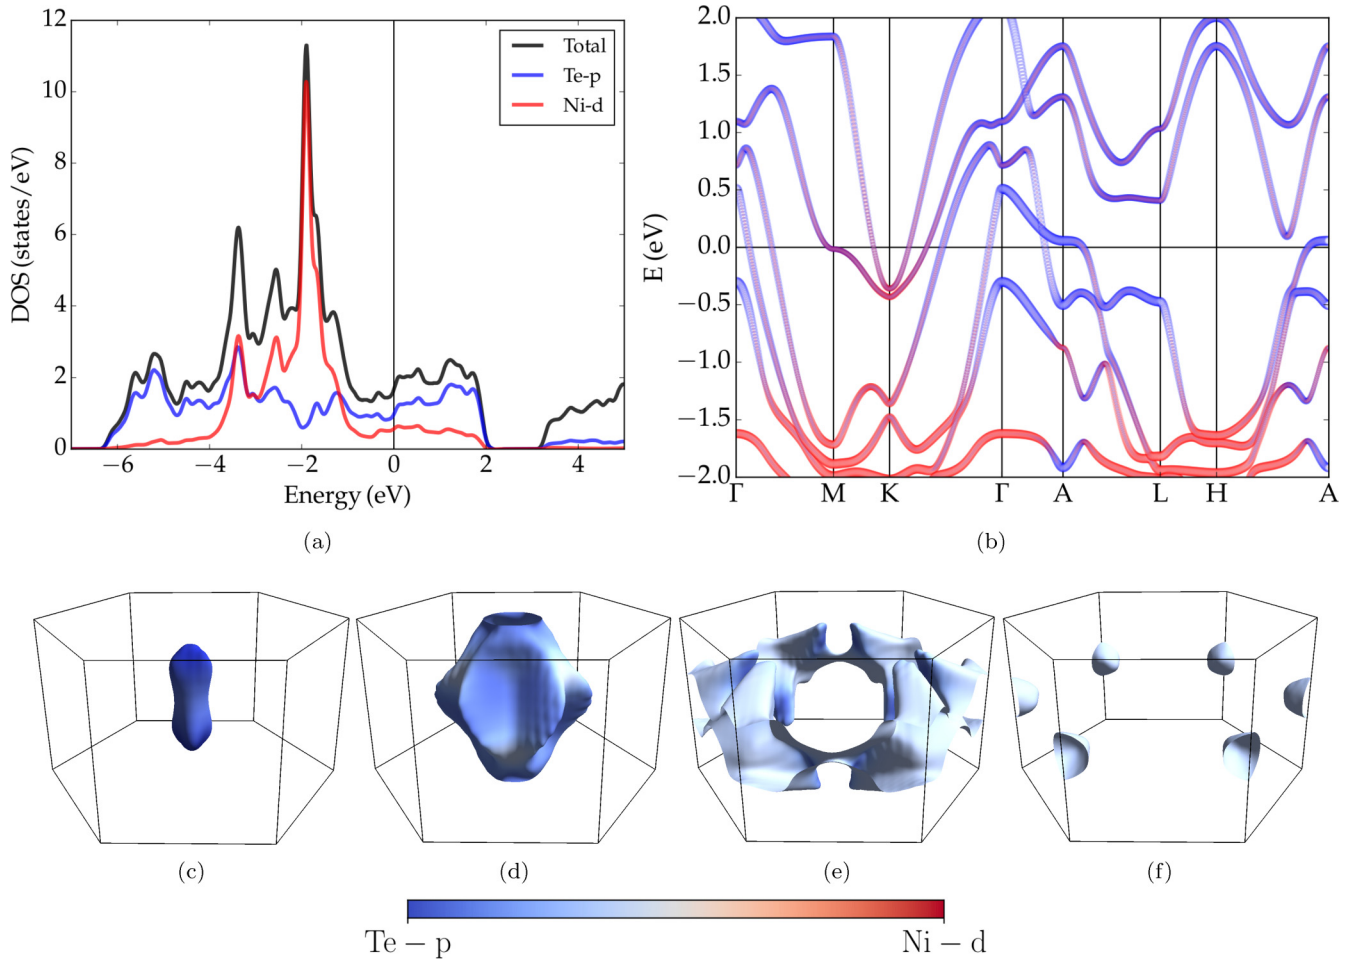 12
10
8
6
4
2
0
DOS (states/eV)
−6
−4
−2
0
2
4
Energy (eV)
Total
Te-p
Ni-d
(a)
2.0
1.5
1.0
0.5
0.0
−0.5
−1.0
−1.5
−2.0
E (eV)
Γ
M
K
Γ
A
L
H
A
(b)
(c)
(d)
(e)
(f)
Te − p
Ni − d